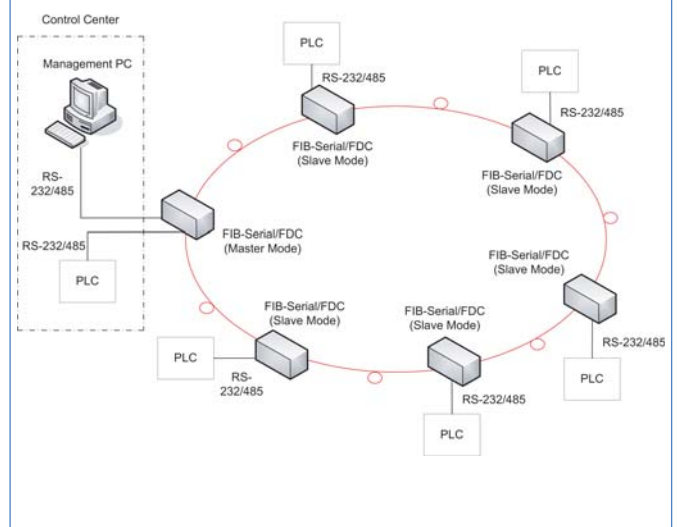 Control Center
Management PC
RS-
232/485
RS-232/485
PLC
FIB-Serial/FDC
(Master Mode)
PLC
RS-232/485
FIB-Serial/FDC
(Slave Mode)
PLC
RS-232/485
FIB-Serial/FDC
(Slave Mode)
FIB-Serial/FDC
(Slave Mode)
RS-232/485
PLC
FIB-Serial/FDC
(Slave Mode)
RS-232/485
PLC
FIB-Serial/FDC
(Slave Mode)
PLC
RS-
232/485